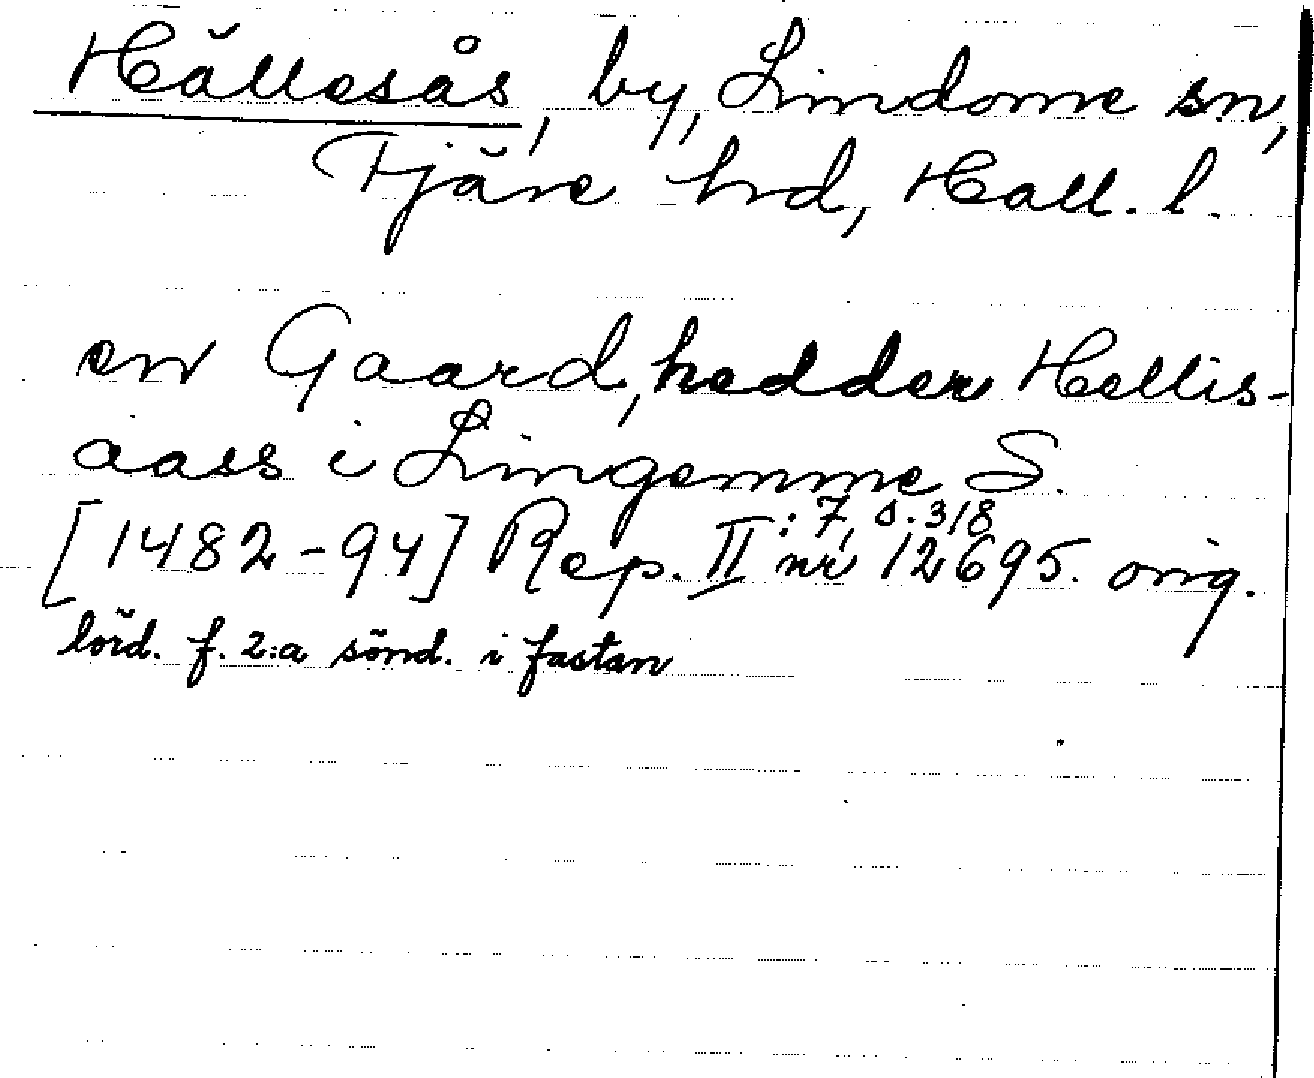 Hällesås, by, Lindome sn,
Fjäre hrd, Hall. l.
en Gaard, hedder Hellis-
aass i Lingemme S.
[1482-94] Rep. II:7, s. 318 nr 12695. orig.
lörd. f. 2:a sönd. i fastan